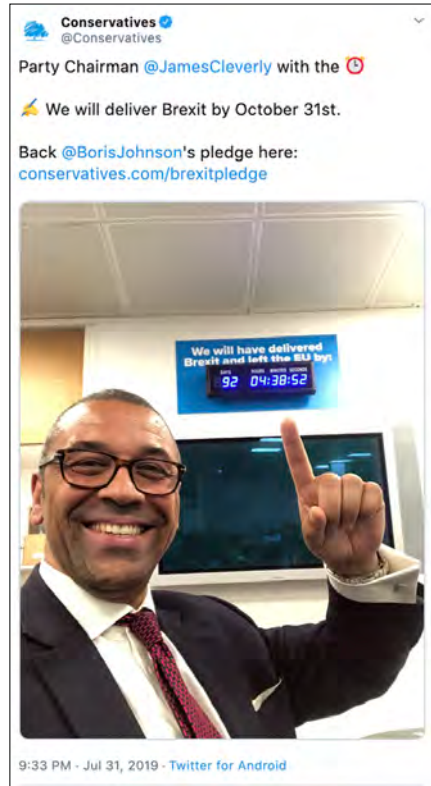 Conservatives
@Conservatives
Party Chairman @JamesCleverly with the ⏰
✍️ We will deliver Brexit by October 31st.
Back @BorisJohnson's pledge here:
conservatives.com/brexitpledge
We will have delivered
Brexit and left the EU by:
DAYS HOURS MINUTES SECONDS
92 04:38:52
9:33 PM · Jul 31, 2019 · Twitter for Android